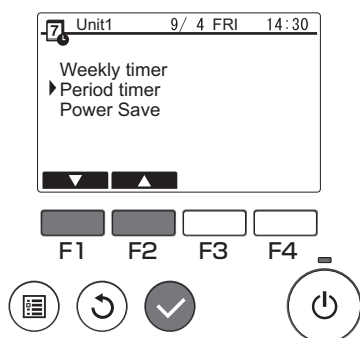 7 Unit1 9/ 4 FRI 14:30
Weekly timer
Period timer
Power Save
F1 F2 F3 F4